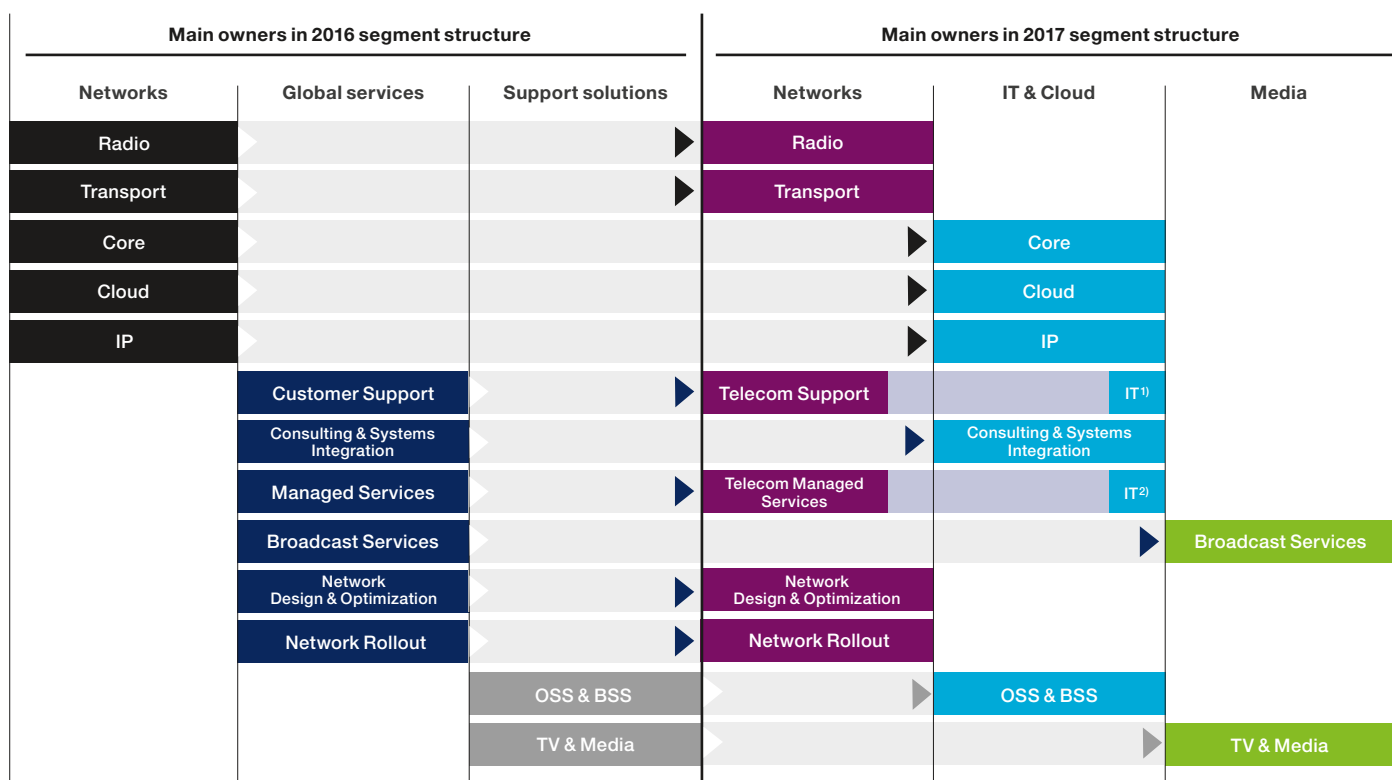 Main owners in 2016 segment structure
Main owners in 2017 segment structure
Networks
Global services
Support solutions
Networks
IT & Cloud
Media
Radio
Radio
Transport
Transport
Core
Core
Cloud
Cloud
IP
IP
Customer Support
Telecom Support
IT1)
Consulting & Systems
Integration
Consulting & Systems
Integration
Managed Services
Telecom Managed
Services
IT2)
Broadcast Services
Broadcast Services
Network
Design & Optimization
Network
Design & Optimization
Network Rollout
Network Rollout
OSS & BSS
OSS & BSS
TV & Media
TV & Media